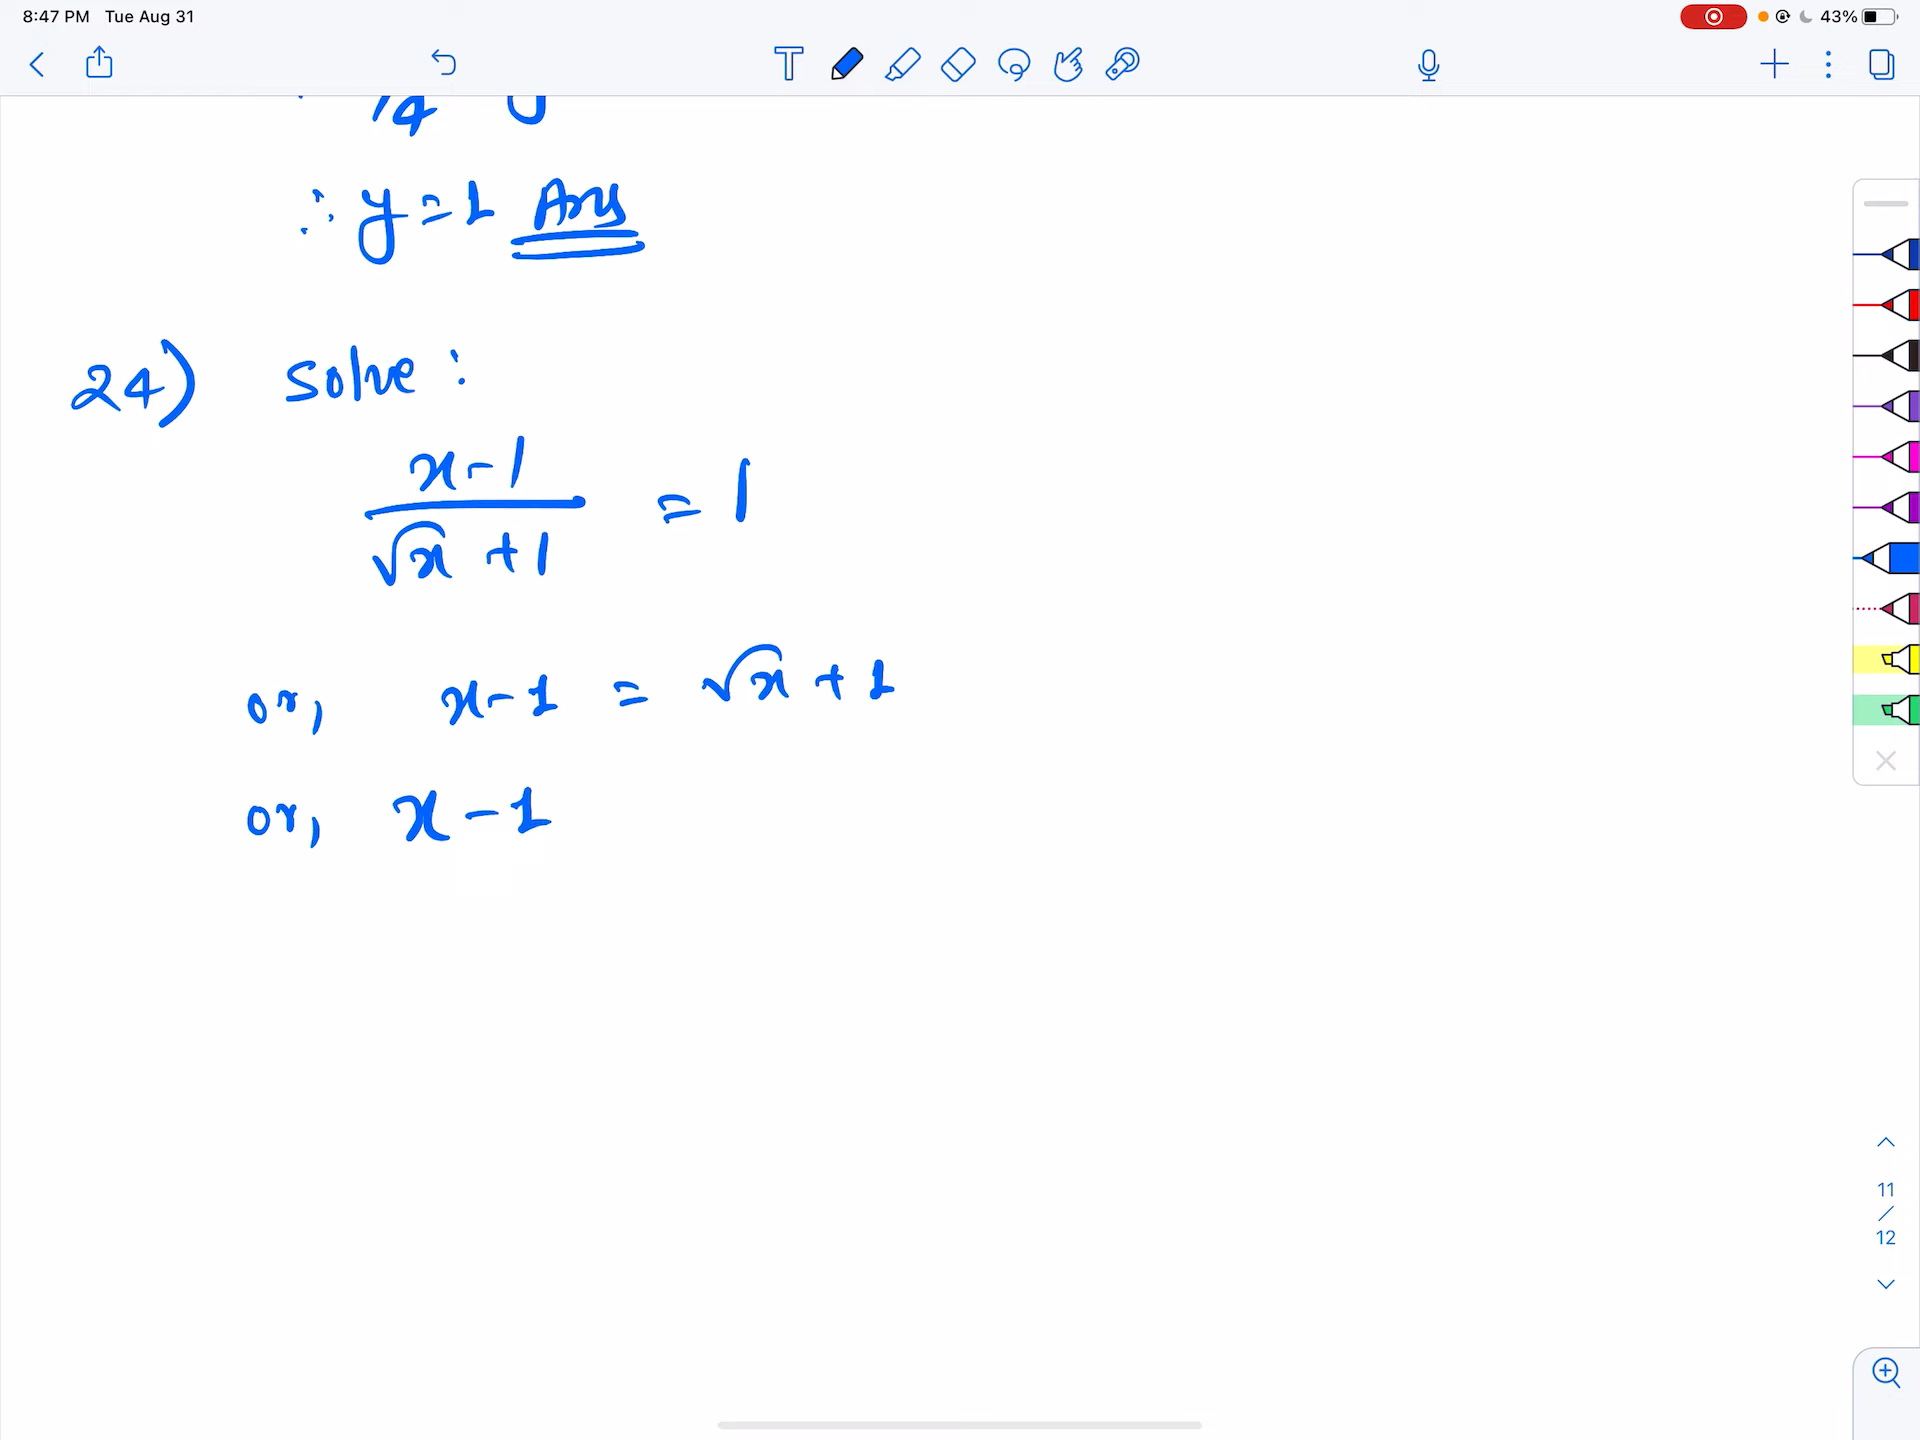 8:47 PM Tue Aug 31
43%
∴ y = 1 Ans
24) Solve :
x-1
/
√x +1
= 1
or, x-1 = √x + 1
or, x - 1
11
/
12